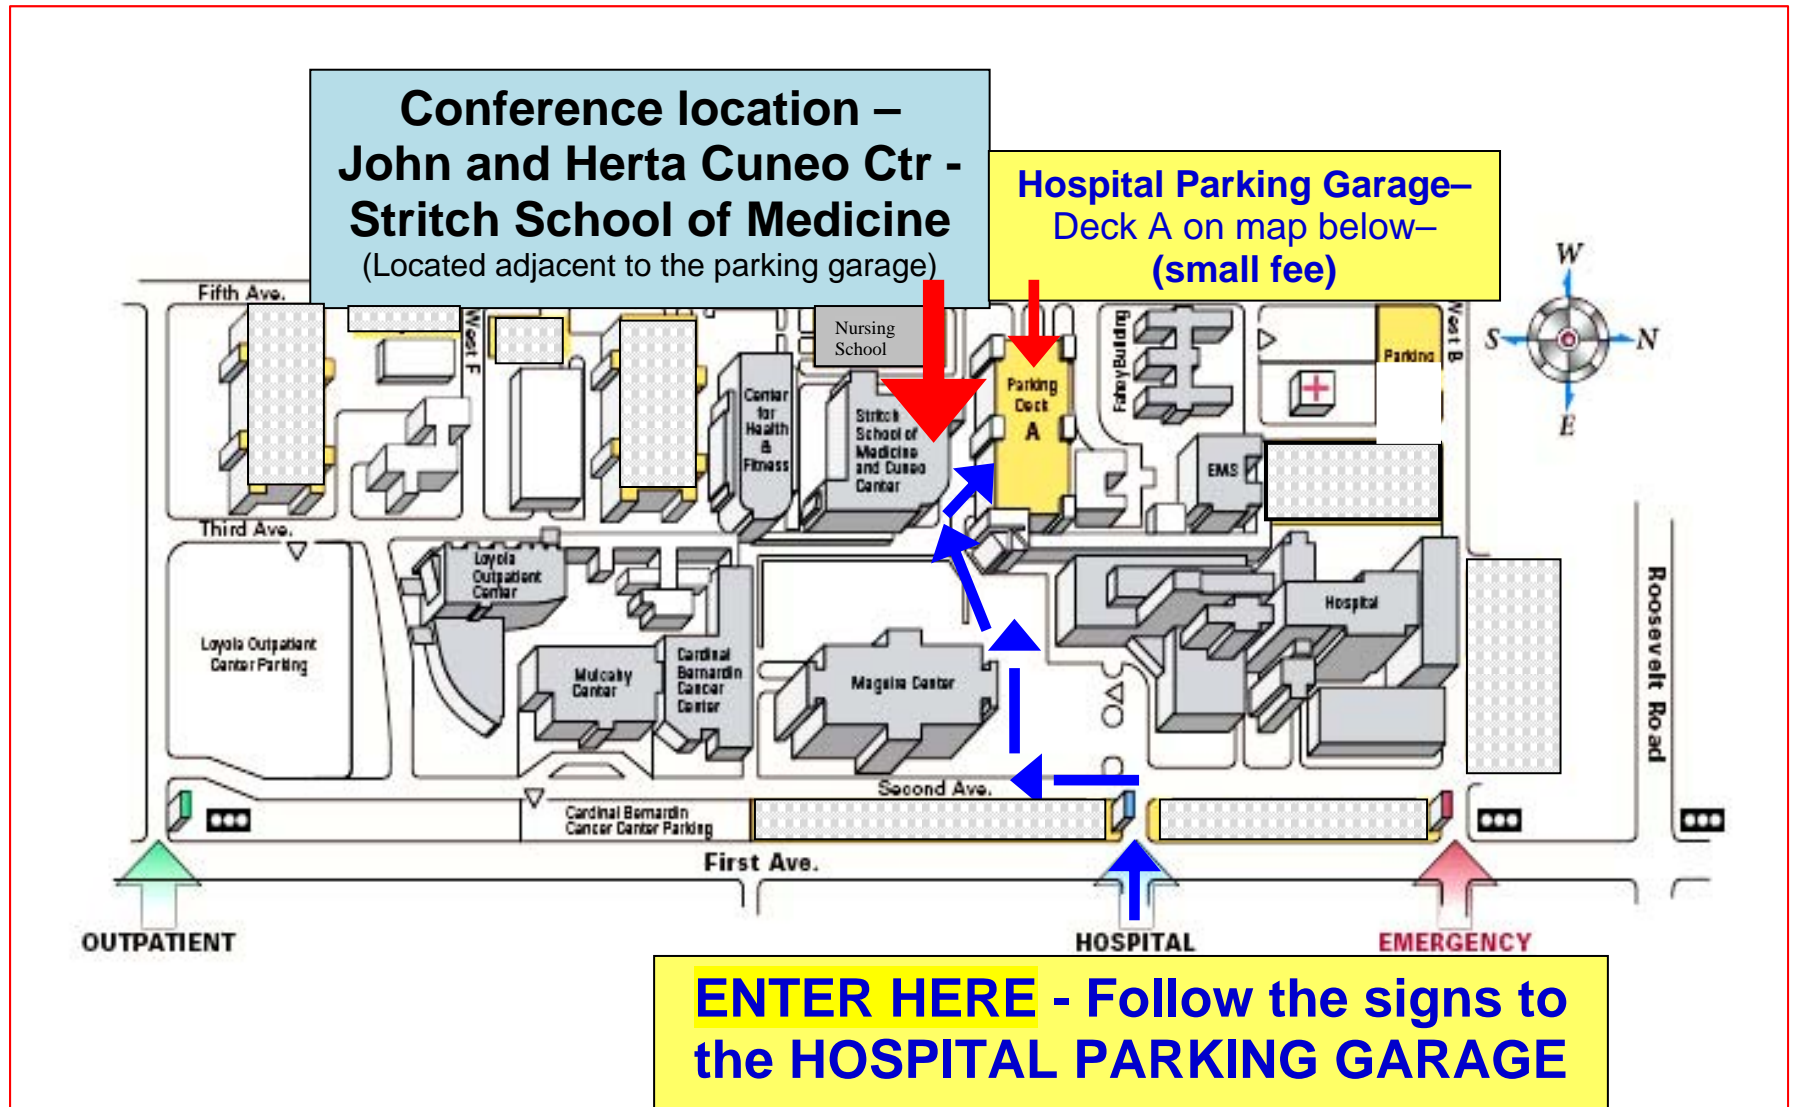 Conference location –
John and Herta Cuneo Ctr -
Stritch School of Medicine
(Located adjacent to the parking garage)
Hospital Parking Garage–
Deck A on map below–
(small fee)
W
S
N
E
Fifth Ave.
West F
Nursing
School
Center
for
Health
&
Fitness
Stritch
School of
Medicine
and Cuneo
Center
Parking
Deck
A
Fahey Building
EMS
Parking
West B
Third Ave.
Loyola
Outpatient
Center
Loyola Outpatient
Center Parking
Mulcahy
Center
Cardinal
Bernardin
Cancer
Center
Maguire Center
Hospital
Roosevelt Road
Second Ave.
Cardinal Bernardin
Cancer Center Parking
First Ave.
OUTPATIENT
HOSPITAL
EMERGENCY
ENTER HERE - Follow the signs to
the HOSPITAL PARKING GARAGE